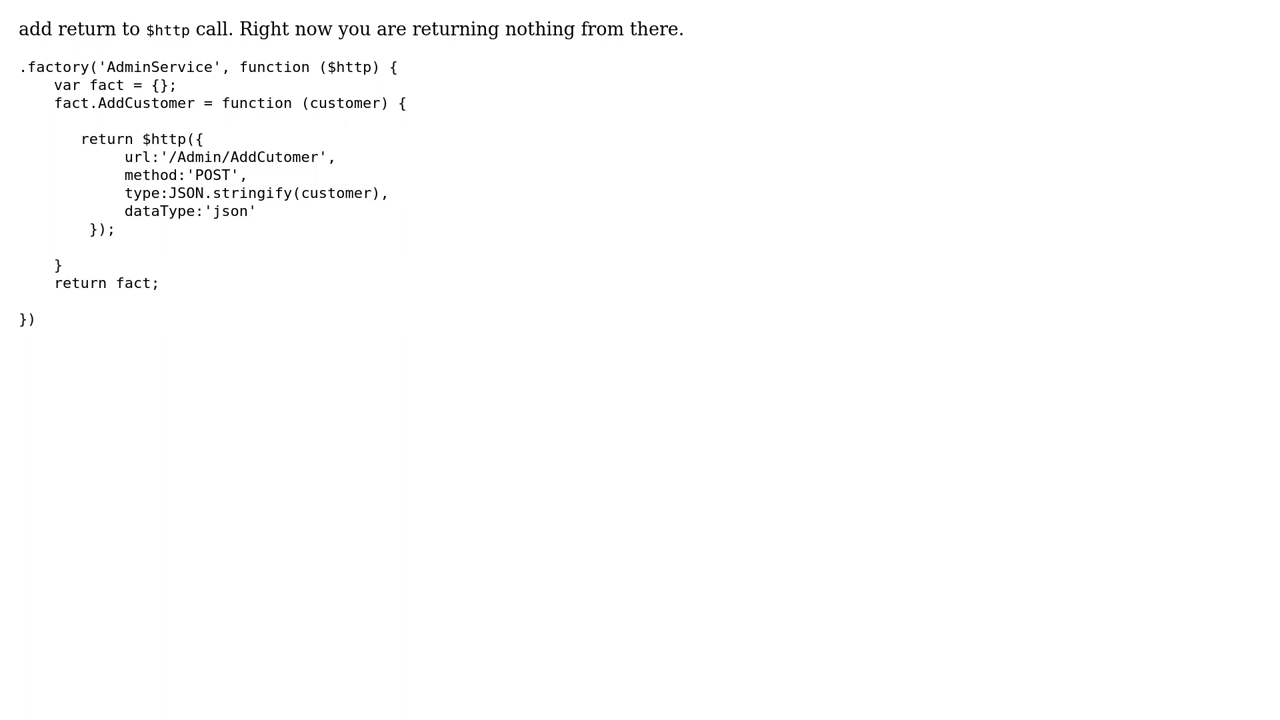 add return to $http call. Right now you are returning nothing from there.
.factory('AdminService', function ($http) {
    var fact = {};
    fact.AddCustomer = function (customer) {
       return $http({
            url:'/Admin/AddCutomer',
            method:'POST',
            type:JSON.stringify(customer),
            dataType:'json'
        });
    }
    return fact;
})